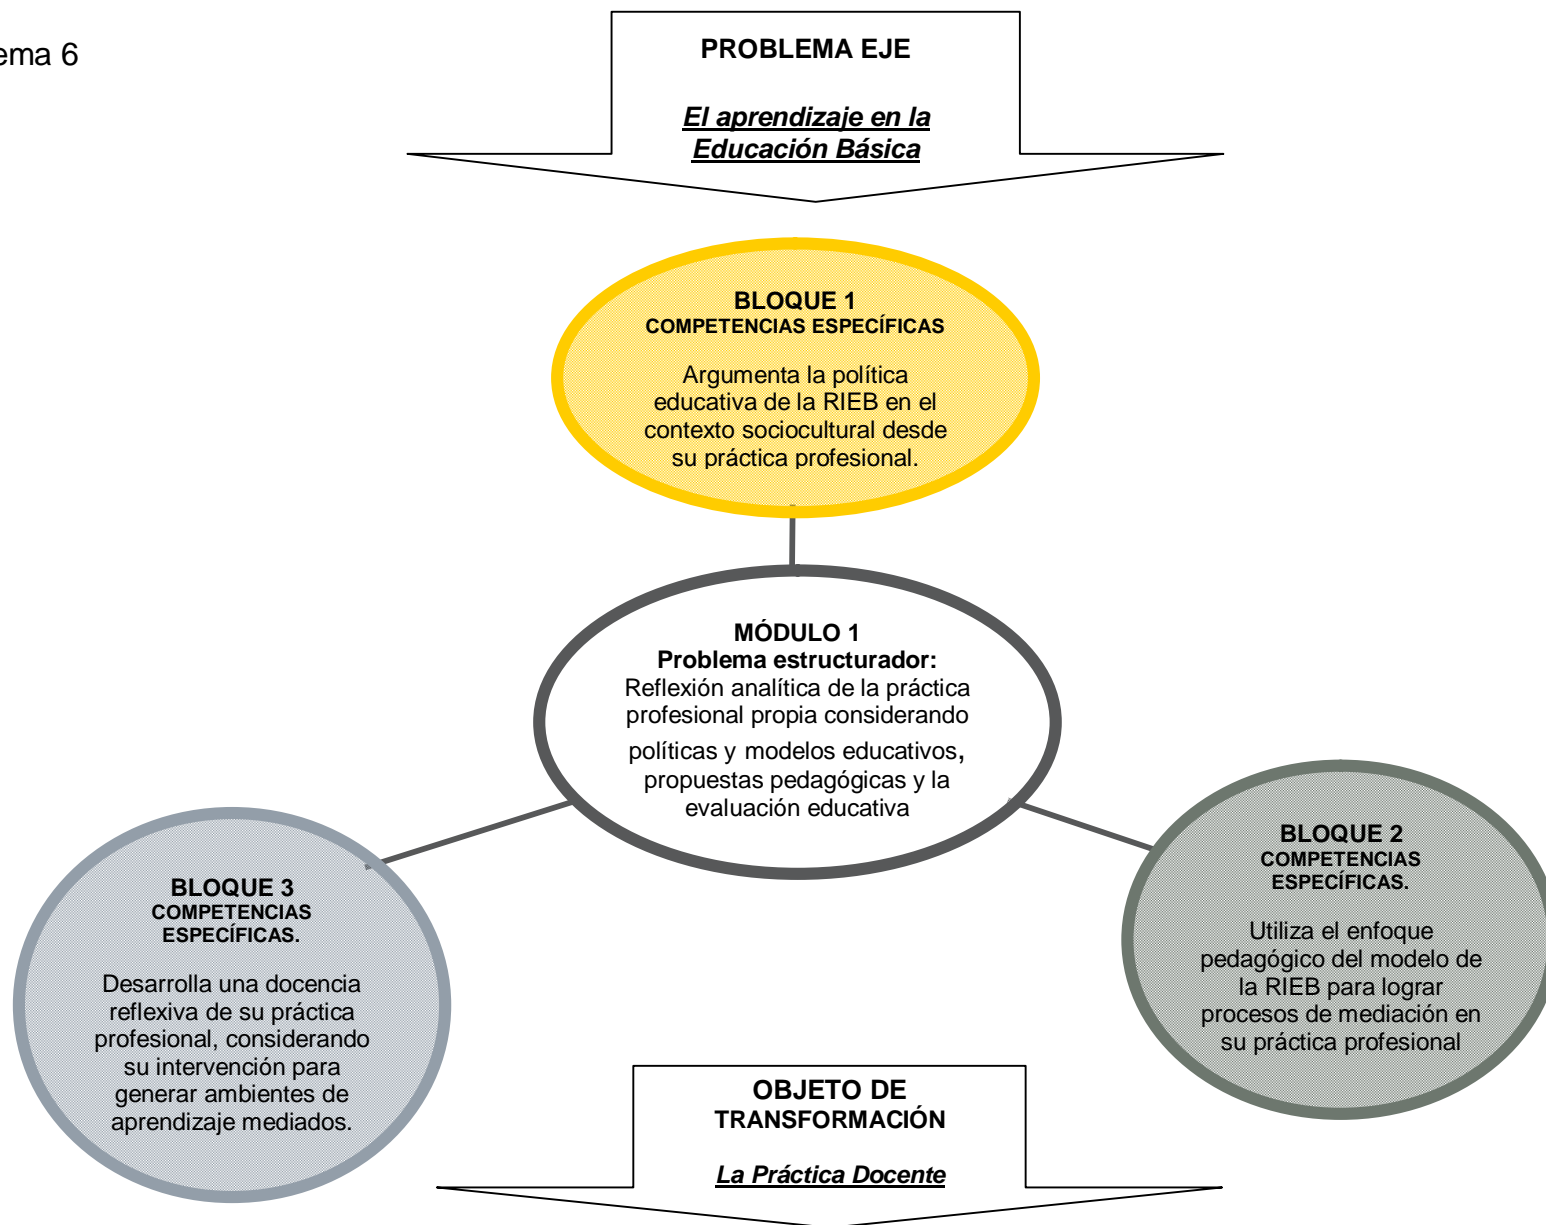 ema 6
PROBLEMA EJE
El aprendizaje en la
Educación Básica
BLOQUE 1
COMPETENCIAS ESPECÍFICAS
Argumenta la política
educativa de la RIEB en el
contexto sociocultural desde
su práctica profesional.
MÓDULO 1
Problema estructurador:
Reflexión analítica de la práctica
profesional propia considerando
políticas y modelos educativos,
propuestas pedagógicas y la
evaluación educativa
BLOQUE 2
COMPETENCIAS
ESPECÍFICAS.
Utiliza el enfoque
pedagógico del modelo de
la RIEB para lograr
procesos de mediación en
su práctica profesional
BLOQUE 3
COMPETENCIAS
ESPECÍFICAS.
Desarrolla una docencia
reflexiva de su práctica
profesional, considerando
su intervención para
generar ambientes de
aprendizaje mediados.
OBJETO DE
TRANSFORMACIÓN
La Práctica Docente